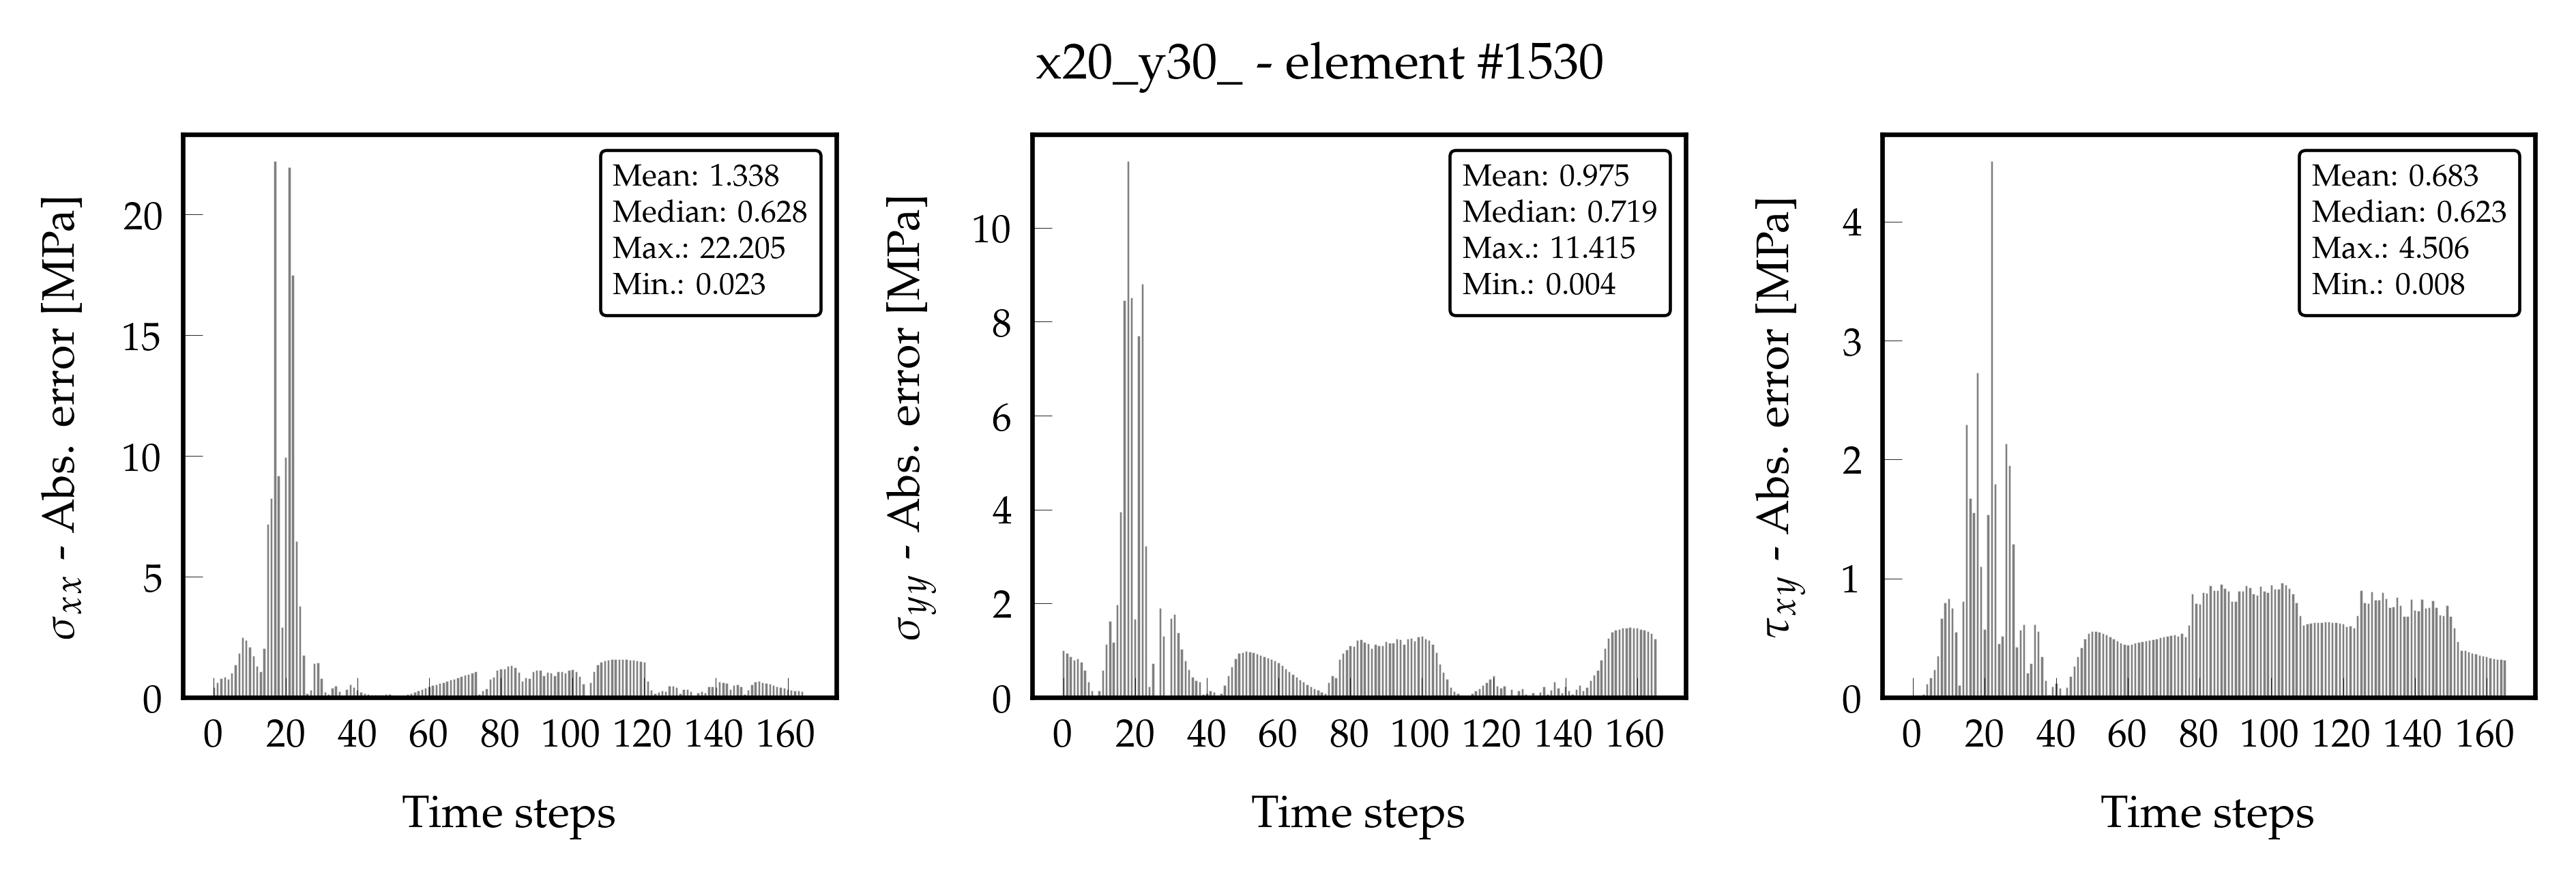 x20_y30_ - element #1530
σxx - Abs. error [MPa]
20
15
10
5
0
Mean: 1.338
Median: 0.628
Max.: 22.205
Min.: 0.023
0 20 40 60 80 100 120 140 160
Time steps
σyy - Abs. error [MPa]
10
8
6
4
2
0
Mean: 0.975
Median: 0.719
Max.: 11.415
Min.: 0.004
0 20 40 60 80 100 120 140 160
Time steps
τxy - Abs. error [MPa]
4
3
2
1
0
Mean: 0.683
Median: 0.623
Max.: 4.506
Min.: 0.008
0 20 40 60 80 100 120 140 160
Time steps